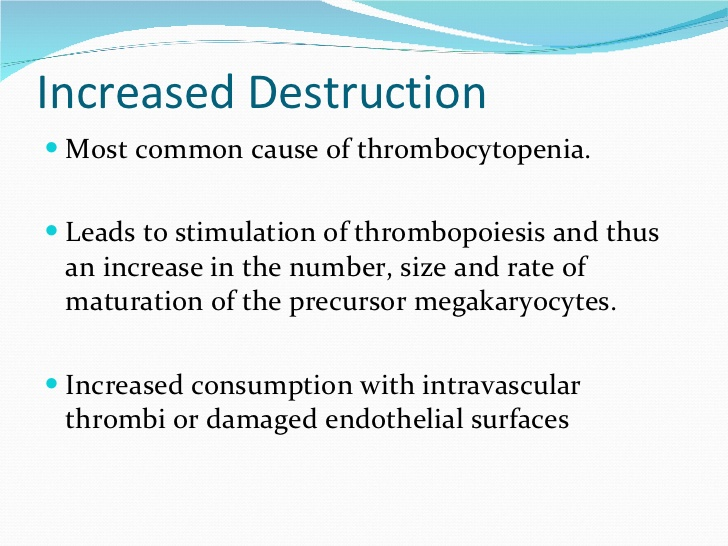 Increased Destruction
• Most common cause of thrombocytopenia.
• Leads to stimulation of thrombopoiesis and thus
an increase in the number, size and rate of
maturation of the precursor megakaryocytes.
• Increased consumption with intravascular
thrombi or damaged endothelial surfaces